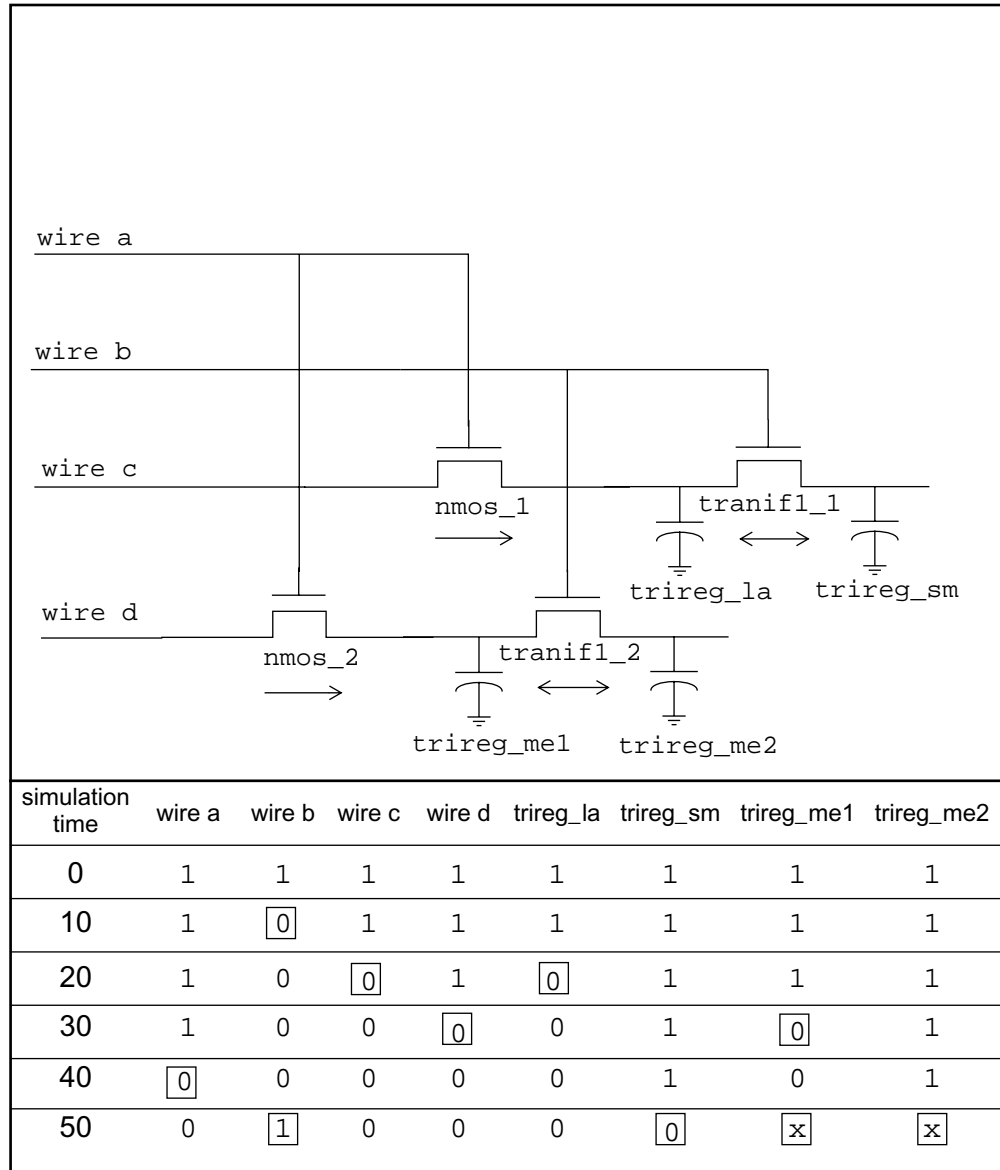 wire a
wire b
wire c
nmos_1
tranif1_1
trireg_la
trireg_sm
wire d
nmos_2
tranif1_2
trireg_me1
trireg_me2
simulation time wire a wire b wire c wire d trireg_la trireg_sm trireg_me1 trireg_me2
0 1 1 1 1 1 1 1 1
10 1 0 1 1 1 1 1 1
20 1 0 0 1 0 1 1 1
30 1 0 0 0 0 1 0 1
40 0 0 0 0 0 1 0 1
50 0 1 0 0 0 0 x x